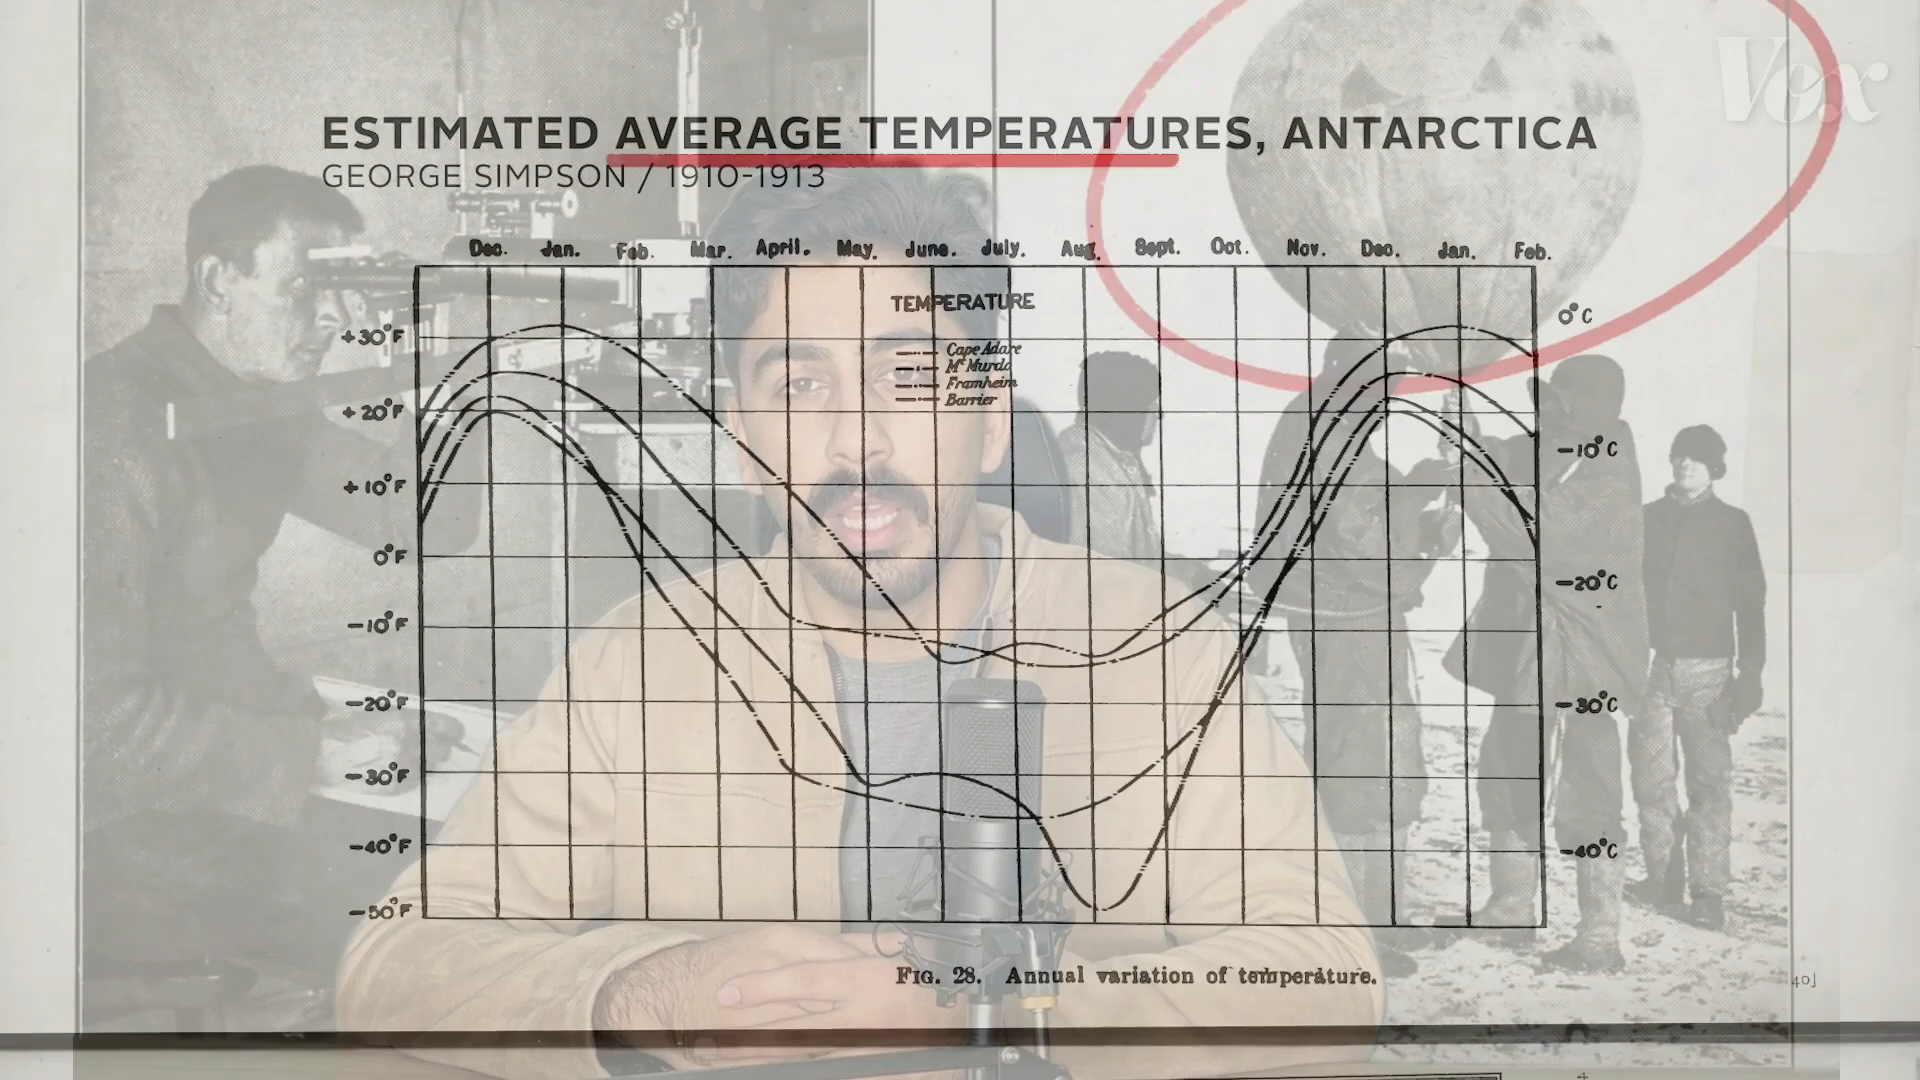 Vox
ESTIMATED AVERAGE TEMPERATURES, ANTARCTICA
GEORGE SIMPSON / 1910-1913
Dec. Jan. Feb. Mar. April. May. June. July. Aug. Sept. Oct. Nov. Dec. Jan. Feb.
TEMPERATURE
0°C
+30°F
Cape Adare
McMurdo
Framheim
Barrier
+20°F
-10°C
+10°F
0°F
-20°C
-10°F
-20°F
-30°C
-30°F
-40°F
-40°C
-50°F
FIG. 28. Annual variation of temperature.
40]